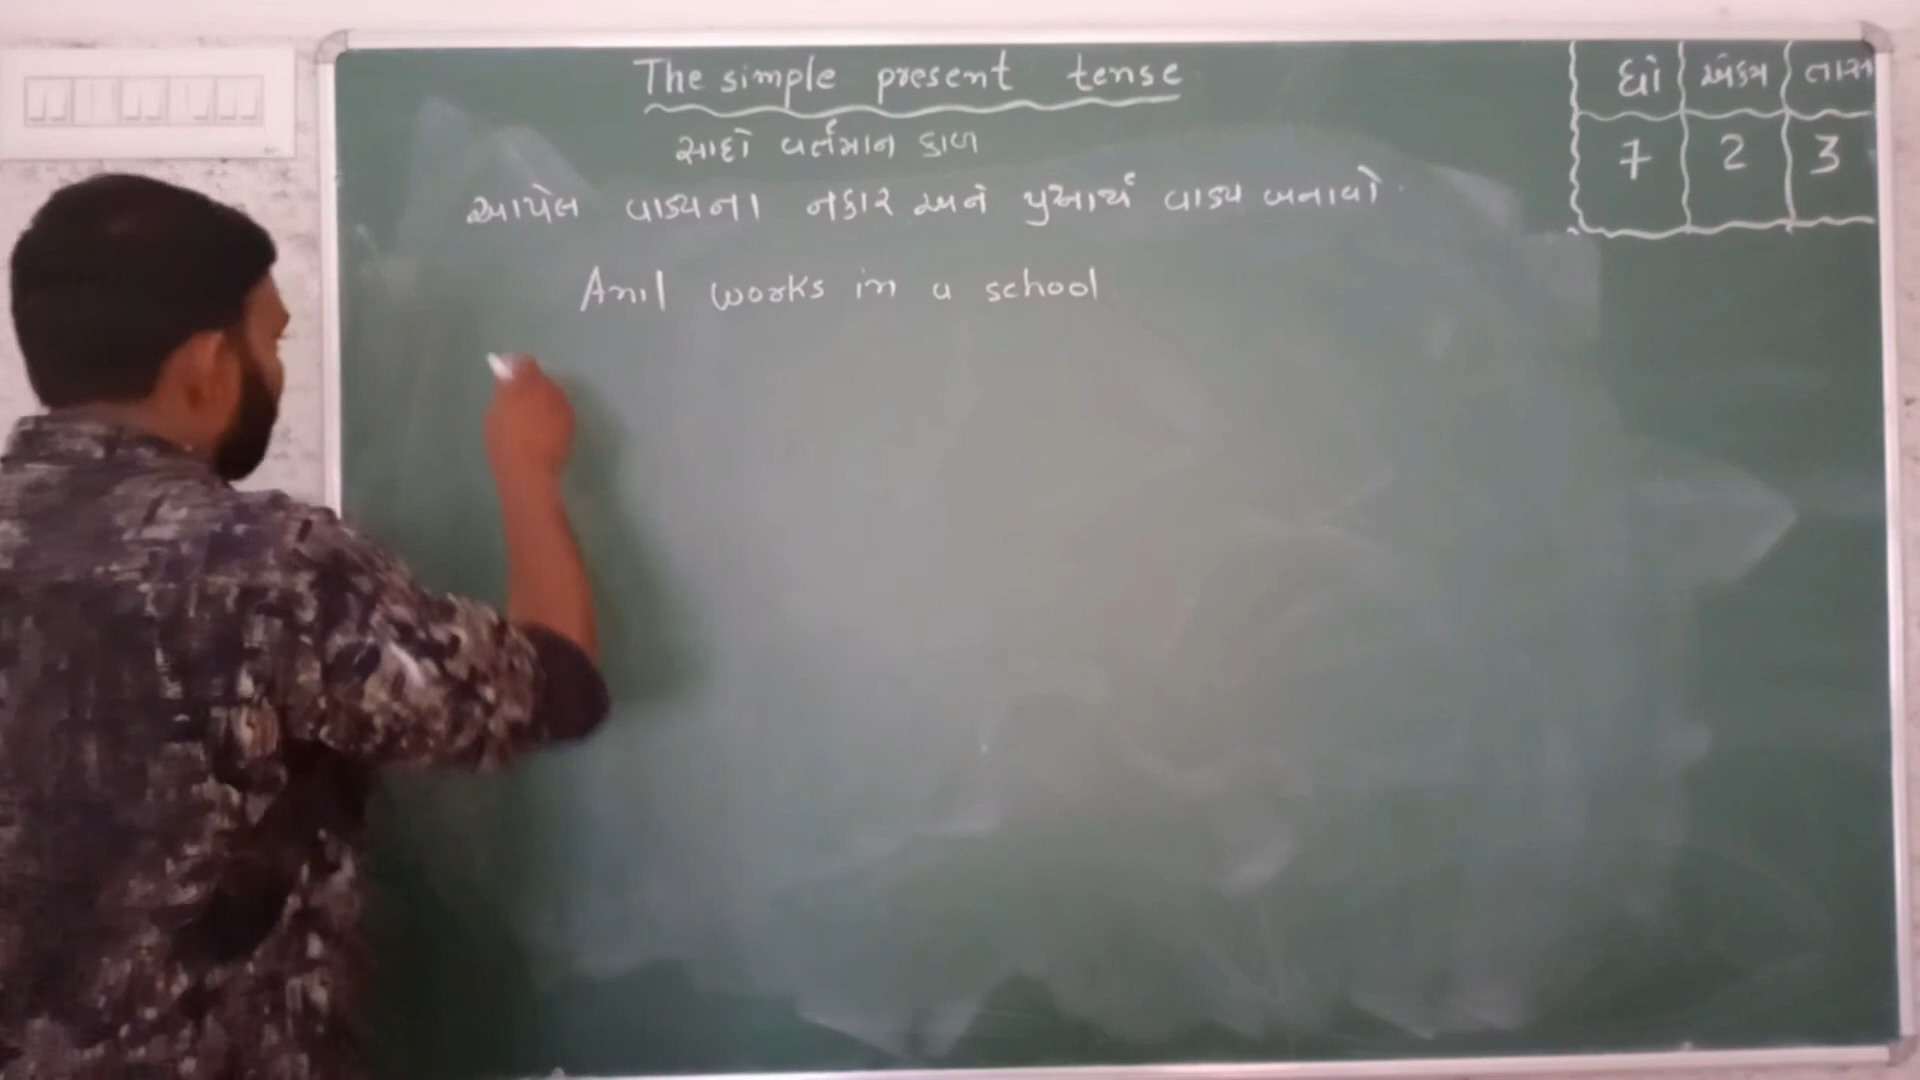 The simple present tense
સાદો વર્તમાન કાળ
આપેલ વાક્યના નકાર અને પ્રશ્નાર્થ વાક્ય બનાવો.
Anil works in a school
ધો એકમ તાસ
7 2 3